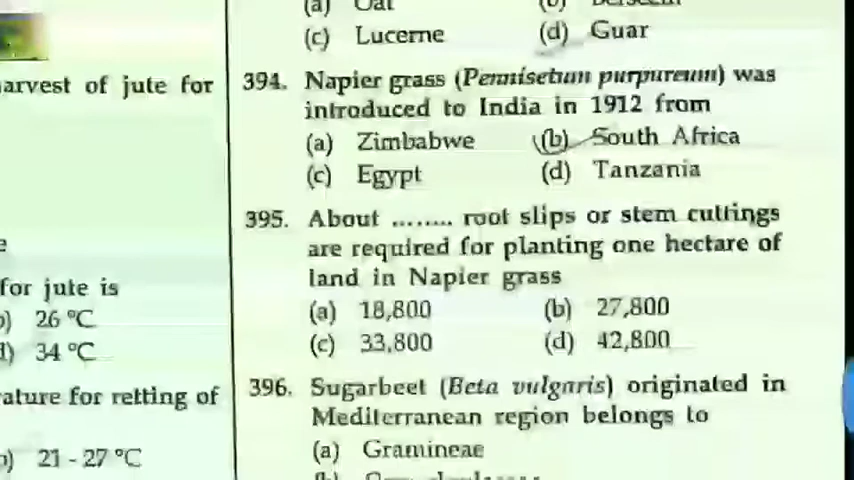 (a) Oat
(c) Lucerne (d) Guar
arvest of jute for
394. Napier grass (Pennisetum purpureum) was
introduced to India in 1912 from
(a) Zimbabwe (b) South Africa
(c) Egypt (d) Tanzania
395. About ........ root slips or stem cuttings
are required for planting one hectare of
land in Napier grass
(a) 18,800 (b) 27,800
(c) 33,800 (d) 42,800
for jute is
26 °C
34 °C
396. Sugarbeet (Beta vulgaris) originated in
Mediterranean region belongs to
(a) Gramineae
ature for retting of
21 - 27 °C